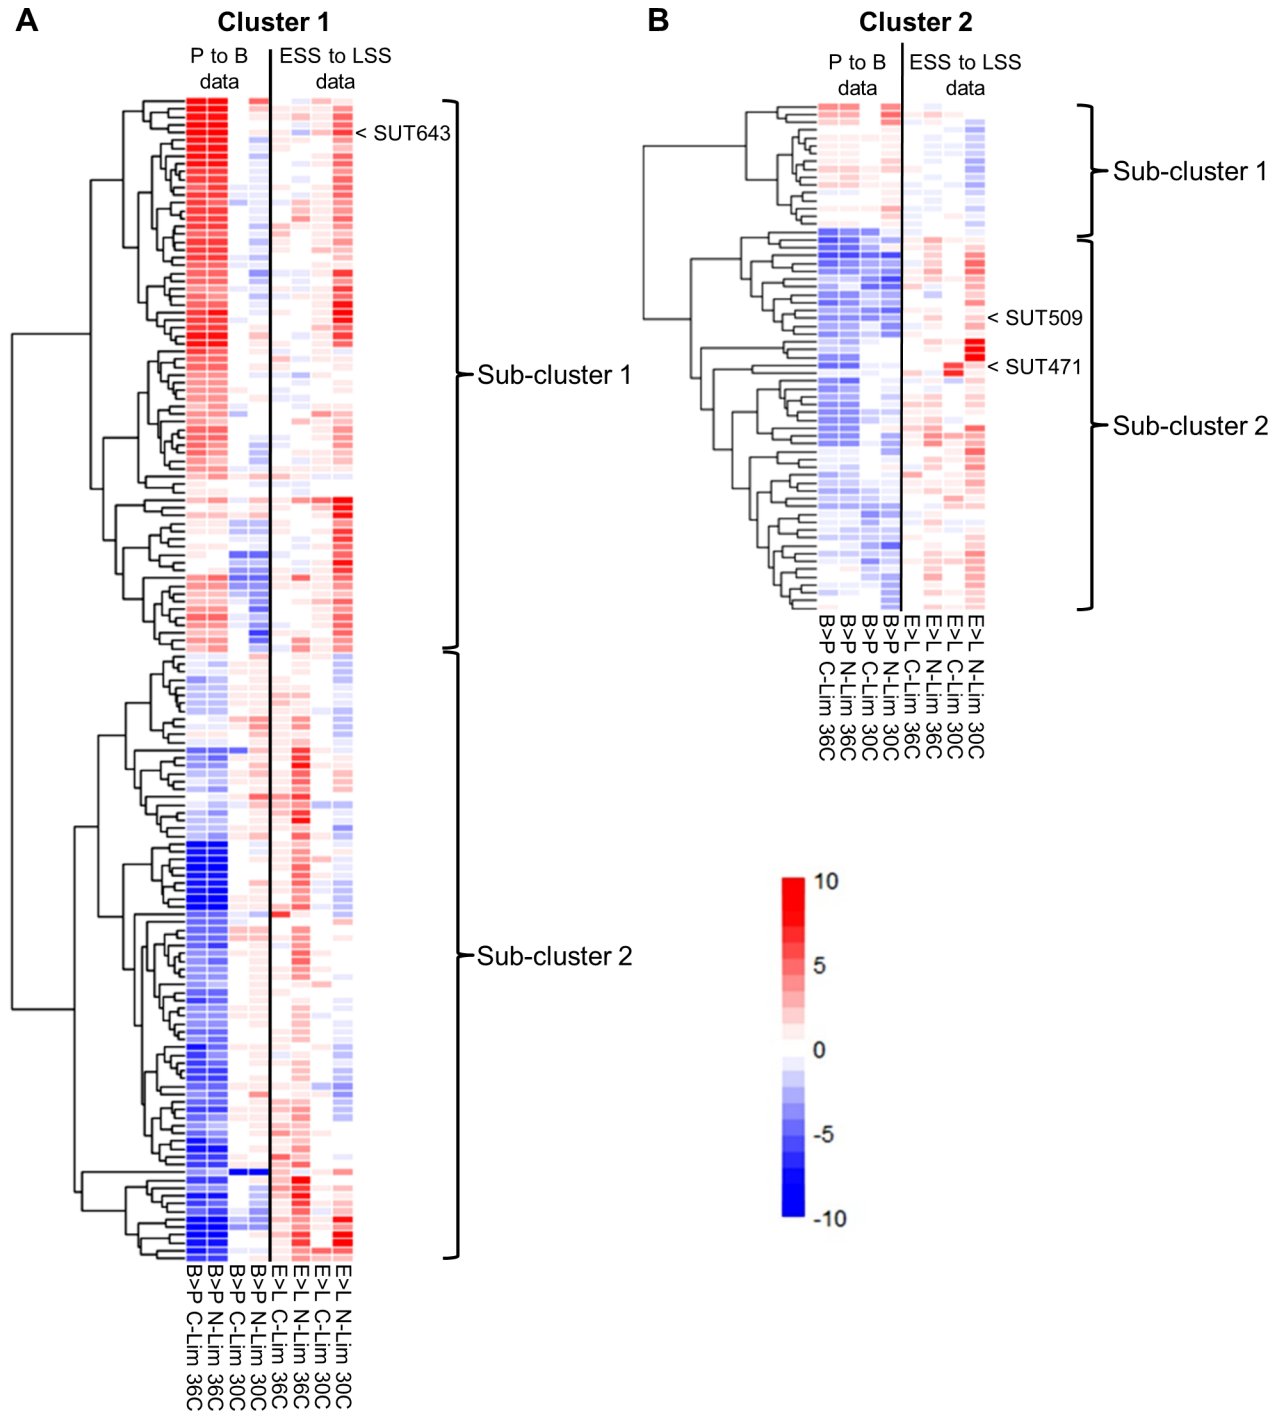 A
Cluster 1
P to B
data
ESS to LSS
data
< SUT643
Sub-cluster 1
Sub-cluster 2
B>P C-Lim 36C
B>P N-Lim 36C
B>P C-Lim 30C
B>P N-Lim 30C
E>L C-Lim 36C
E>L N-Lim 36C
E>L C-Lim 30C
E>L N-Lim 30C
B
Cluster 2
P to B
data
ESS to LSS
data
Sub-cluster 1
< SUT509
< SUT471
Sub-cluster 2
B>P C-Lim 36C
B>P N-Lim 36C
B>P C-Lim 30C
B>P N-Lim 30C
E>L C-Lim 36C
E>L N-Lim 36C
E>L C-Lim 30C
E>L N-Lim 30C
10
5
0
-5
-10